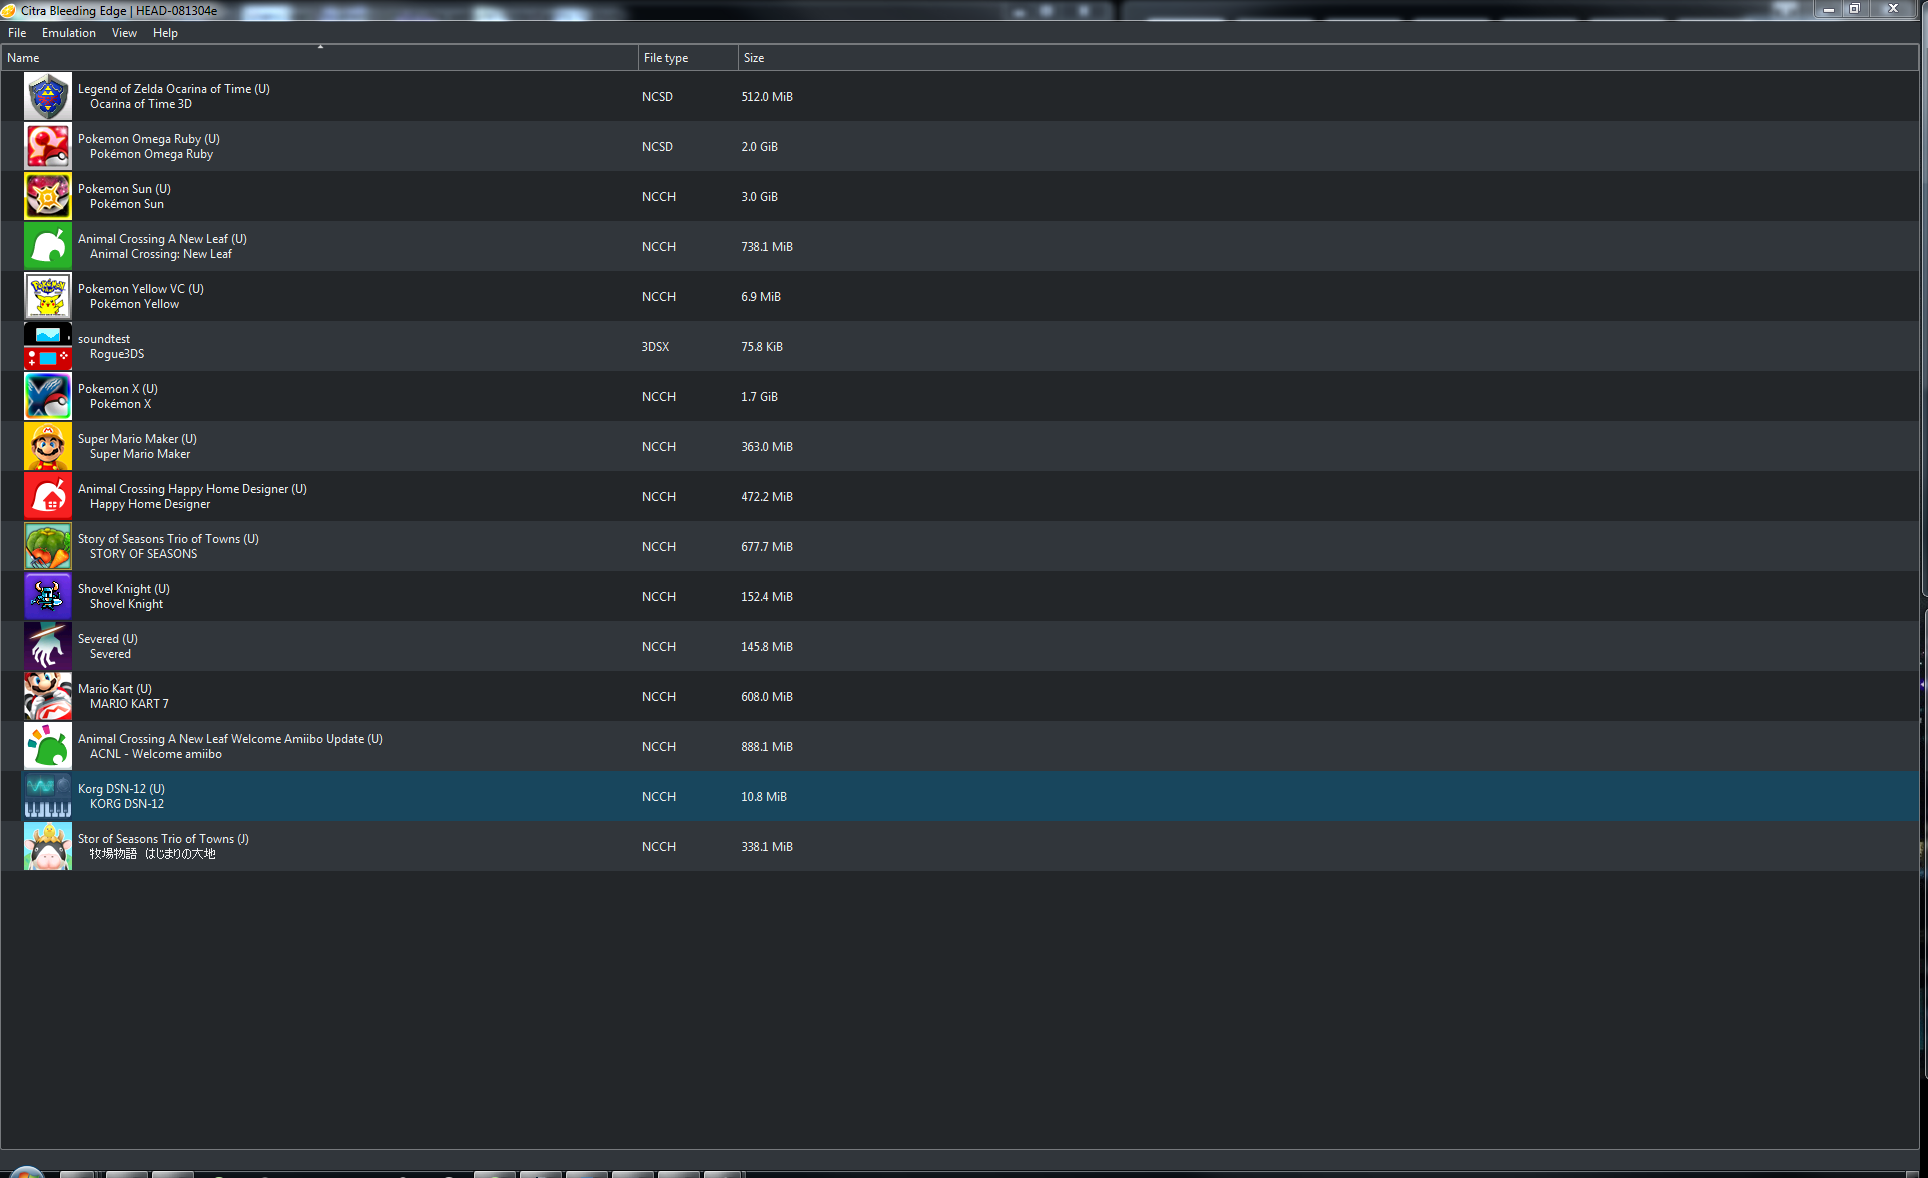 Citra Bleeding Edge | HEAD-081304e
File Emulation View Help
Name File type Size
Legend of Zelda Ocarina of Time (U)
Ocarina of Time 3D
NCSD 512.0 MiB
Pokemon Omega Ruby (U)
Pokémon Omega Ruby
NCSD 2.0 GiB
Pokemon Sun (U)
Pokémon Sun
NCCH 3.0 GiB
Animal Crossing A New Leaf (U)
Animal Crossing: New Leaf
NCCH 738.1 MiB
Pokemon Yellow VC (U)
Pokémon Yellow
NCCH 6.9 MiB
soundtest
Rogue3DS
3DSX 75.8 KiB
Pokemon X (U)
Pokémon X
NCCH 1.7 GiB
Super Mario Maker (U)
Super Mario Maker
NCCH 363.0 MiB
Animal Crossing Happy Home Designer (U)
Happy Home Designer
NCCH 472.2 MiB
Story of Seasons Trio of Towns (U)
STORY OF SEASONS
NCCH 677.7 MiB
Shovel Knight (U)
Shovel Knight
NCCH 152.4 MiB
Severed (U)
Severed
NCCH 145.8 MiB
Mario Kart (U)
MARIO KART 7
NCCH 608.0 MiB
Animal Crossing A New Leaf Welcome Amiibo Update (U)
ACNL - Welcome amiibo
NCCH 888.1 MiB
Korg DSN-12 (U)
KORG DSN-12
NCCH 10.8 MiB
Stor of Seasons Trio of Towns (J)
牧場物語 はじまりの大地
NCCH 338.1 MiB